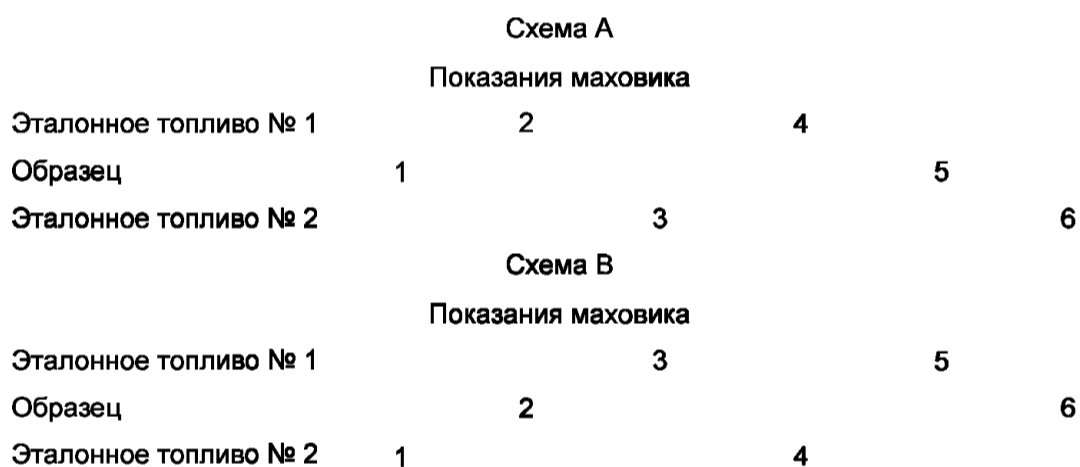 Схема А
Показания маховика
Эталонное топливо № 1 2 4
Образец 1 5
Эталонное топливо № 2 3 6
Схема В
Показания маховика
Эталонное топливо № 1 3 5
Образец 2 6
Эталонное топливо № 2 1 4